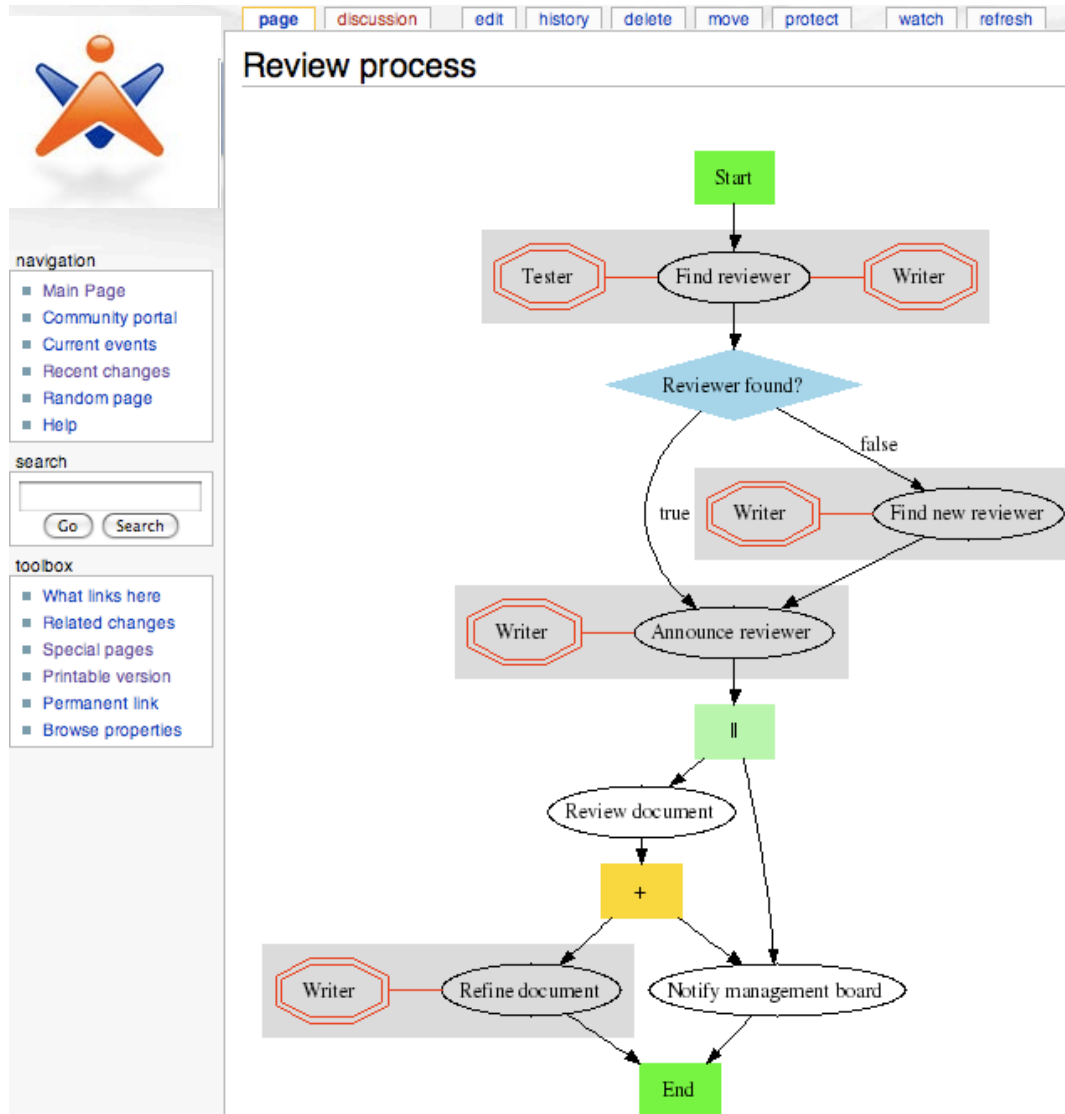 page discussion edit history delete move protect watch refresh
Review process
navigation
Main Page
Community portal
Current events
Recent changes
Random page
Help
search
Go Search
toolbox
What links here
Related changes
Special pages
Printable version
Permanent link
Browse properties
Start
Tester Find reviewer Writer
Reviewer found?
false
true
Writer Find new reviewer
Writer Announce reviewer
||
Review document
+
Writer Refine document Notify management board
End